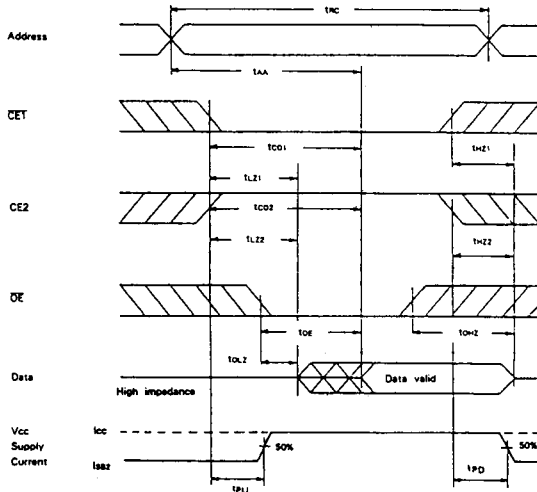 tRC
Address
tAA
CE1
tCO1
tHZ1
tLZ1
CE2
tCO2
tLZ2
tHZ2
OE
tOE
tOHZ
tOLZ
Data
Data valid
High impedance
Vcc
Icc
Supply
50%
50%
Current
ISB2
tPU
tPD